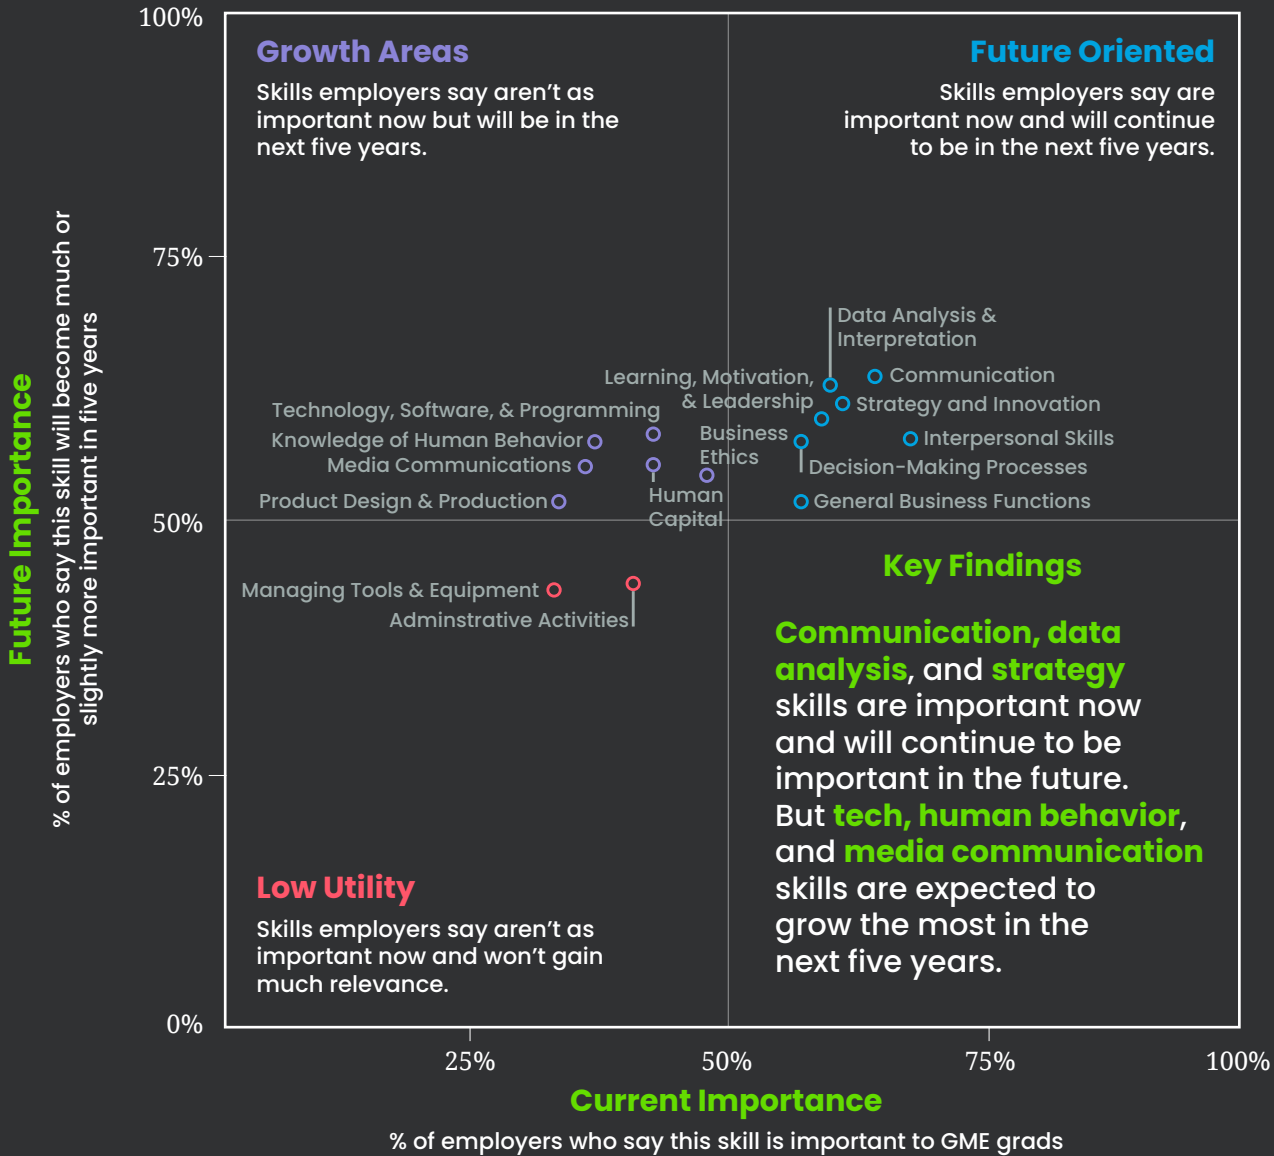 100%
Growth Areas
Skills employers say aren't as
important now but will be in the
next five years.
Future Oriented
Skills employers say are
important now and will continue
to be in the next five years.
75%
Data Analysis &
Interpretation
Learning, Motivation,
& Leadership
Communication
Strategy and Innovation
Technology, Software, & Programming
Knowledge of Human Behavior
Media Communications
Product Design & Production
Business
Ethics
Human
Capital
Interpersonal Skills
Decision-Making Processes
General Business Functions
50%
Managing Tools & Equipment
Adminstrative Activities
Key Findings
Communication, data
analysis, and strategy
skills are important now
and will continue to be
important in the future.
But tech, human behavior,
and media communication
skills are expected to
grow the most in the
next five years.
25%
Low Utility
Skills employers say aren't as
important now and won't gain
much relevance.
0%
Future Importance
% of employers who say this skill will become much or
slightly more important in five years
25%
50%
75%
100%
Current Importance
% of employers who say this skill is important to GME grads